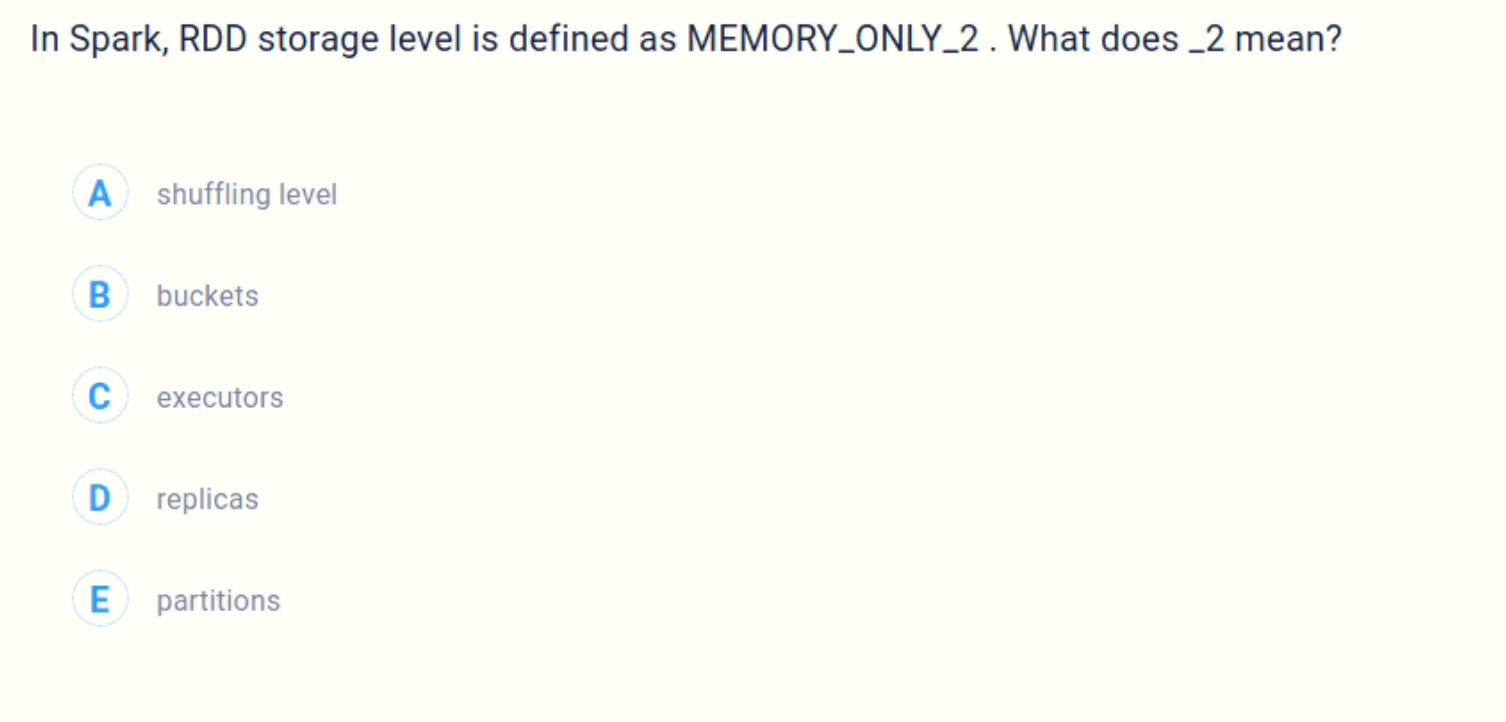 In Spark, RDD storage level is defined as MEMORY_ONLY_2 . What does _2 mean?
A shuffling level
B buckets
C executors
D replicas
E partitions